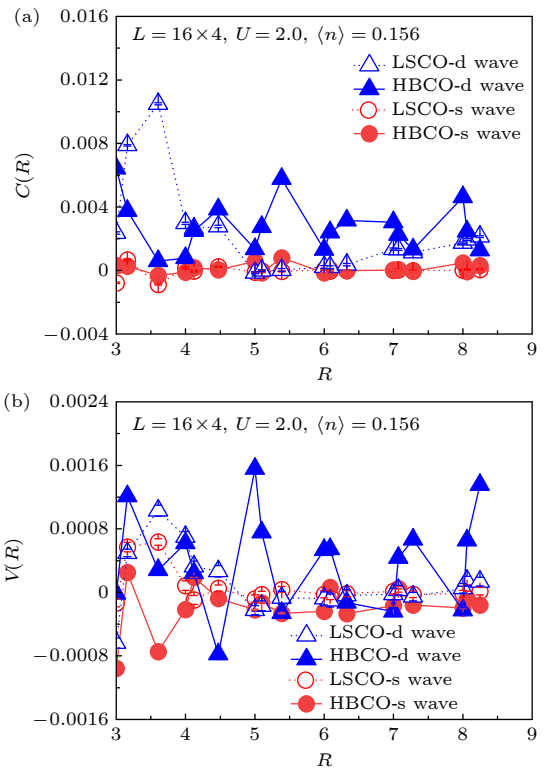 (a)
L = 16×4, U = 2.0, ⟨n⟩ = 0.156
LSCO-d wave
HBCO-d wave
LSCO-s wave
HBCO-s wave
0.016
0.012
0.008
0.004
0
−0.004
C(R)
3 4 5 6 7 8 9
R
(b)
L = 16×4, U = 2.0, ⟨n⟩ = 0.156
0.0024
0.0016
0.0008
0
−0.0008
−0.0016
V(R)
LSCO-d wave
HBCO-d wave
LSCO-s wave
HBCO-s wave
3 4 5 6 7 8 9
R